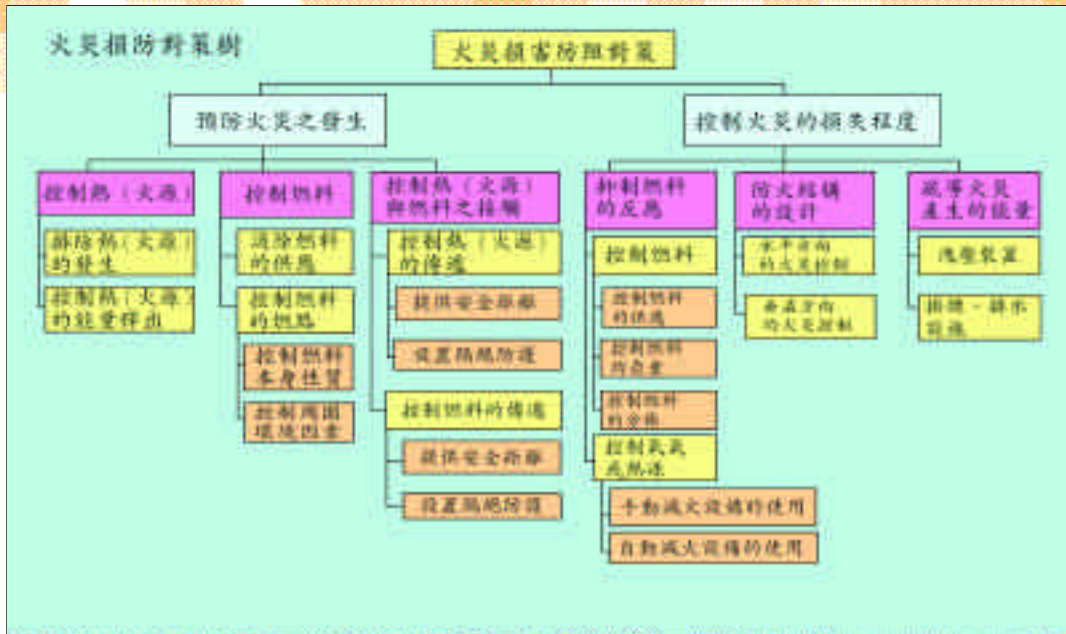 火災損防對策樹
火災損害防阻對策
預防火災之發生
控制火災的損失程度
控制熱（火源）
控制燃料
控制熱（火源）
與燃料之接觸
抑制燃料
的反應
防火結構
的設計
疏導火災
產生的能量
排除熱（火源）
的發生
控制熱（火源）
的能量釋出
消除燃料
的供應
控制燃料
的燃燒
控制燃料
本身性質
控制周圍
環境因素
控制熱（火源）
的傳遞
提供安全距離
設置隔絕防護
控制燃料的傳遞
提供安全距離
設置隔絕防護
控制燃料
控制燃料
控制燃料
控制燃料
的分佈
控制氧氣
或熱源
手動滅火設備的使用
自動滅火設備的使用
水平方向
的火災控制
垂直方向
的火災控制
洩壓裝置
排煙、排水
設施